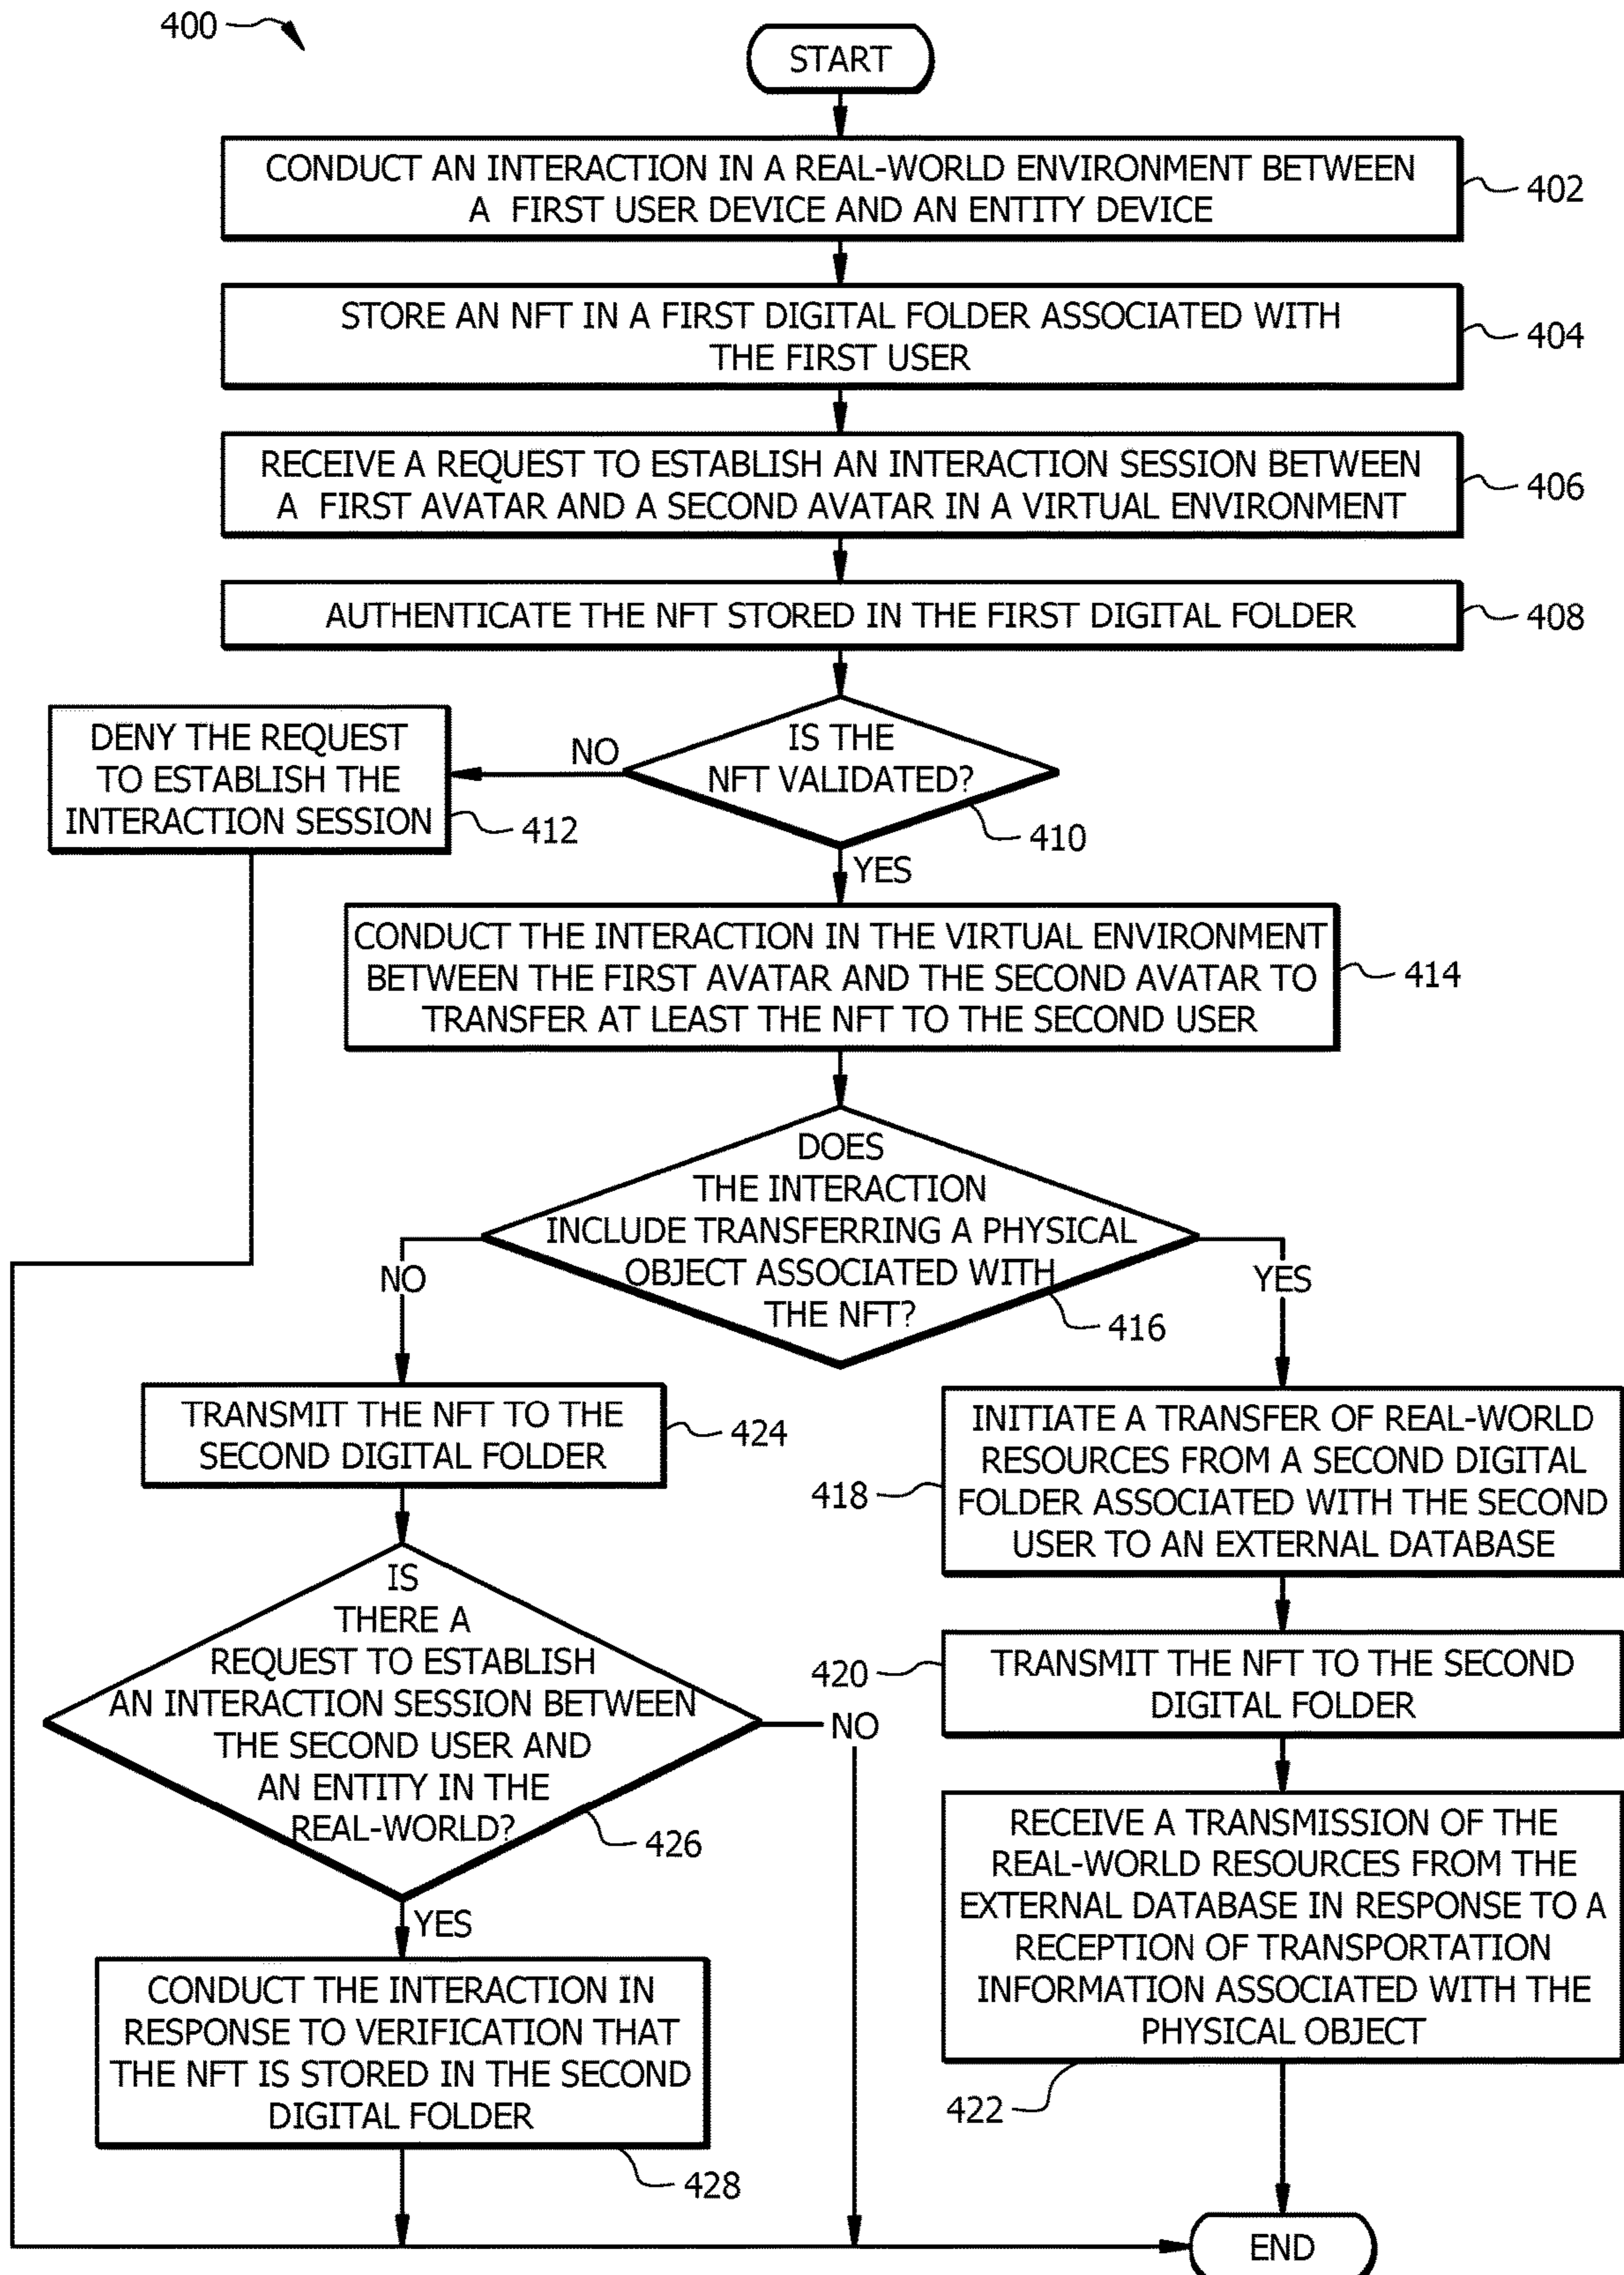 400
START
CONDUCT AN INTERACTION IN A REAL-WORLD ENVIRONMENT BETWEEN
A FIRST USER DEVICE AND AN ENTITY DEVICE
402
STORE AN NFT IN A FIRST DIGITAL FOLDER ASSOCIATED WITH
THE FIRST USER
404
RECEIVE A REQUEST TO ESTABLISH AN INTERACTION SESSION BETWEEN
A FIRST AVATAR AND A SECOND AVATAR IN A VIRTUAL ENVIRONMENT
406
AUTHENTICATE THE NFT STORED IN THE FIRST DIGITAL FOLDER
408
IS THE
NFT VALIDATED?
410
NO
DENY THE REQUEST
TO ESTABLISH THE
INTERACTION SESSION
412
YES
CONDUCT THE INTERACTION IN THE VIRTUAL ENVIRONMENT
BETWEEN THE FIRST AVATAR AND THE SECOND AVATAR TO
TRANSFER AT LEAST THE NFT TO THE SECOND USER
414
DOES
THE INTERACTION
INCLUDE TRANSFERRING A PHYSICAL
OBJECT ASSOCIATED WITH
THE NFT?
416
NO
YES
TRANSMIT THE NFT TO THE
SECOND DIGITAL FOLDER
424
IS
THERE A
REQUEST TO ESTABLISH
AN INTERACTION SESSION BETWEEN
THE SECOND USER AND
AN ENTITY IN THE
REAL-WORLD?
426
NO
YES
CONDUCT THE INTERACTION IN
RESPONSE TO VERIFICATION THAT
THE NFT IS STORED IN THE SECOND
DIGITAL FOLDER
428
INITIATE A TRANSFER OF REAL-WORLD
RESOURCES FROM A SECOND DIGITAL
FOLDER ASSOCIATED WITH THE SECOND
USER TO AN EXTERNAL DATABASE
418
TRANSMIT THE NFT TO THE SECOND
DIGITAL FOLDER
420
RECEIVE A TRANSMISSION OF THE
REAL-WORLD RESOURCES FROM THE
EXTERNAL DATABASE IN RESPONSE TO A
RECEPTION OF TRANSPORTATION
INFORMATION ASSOCIATED WITH THE
PHYSICAL OBJECT
422
END